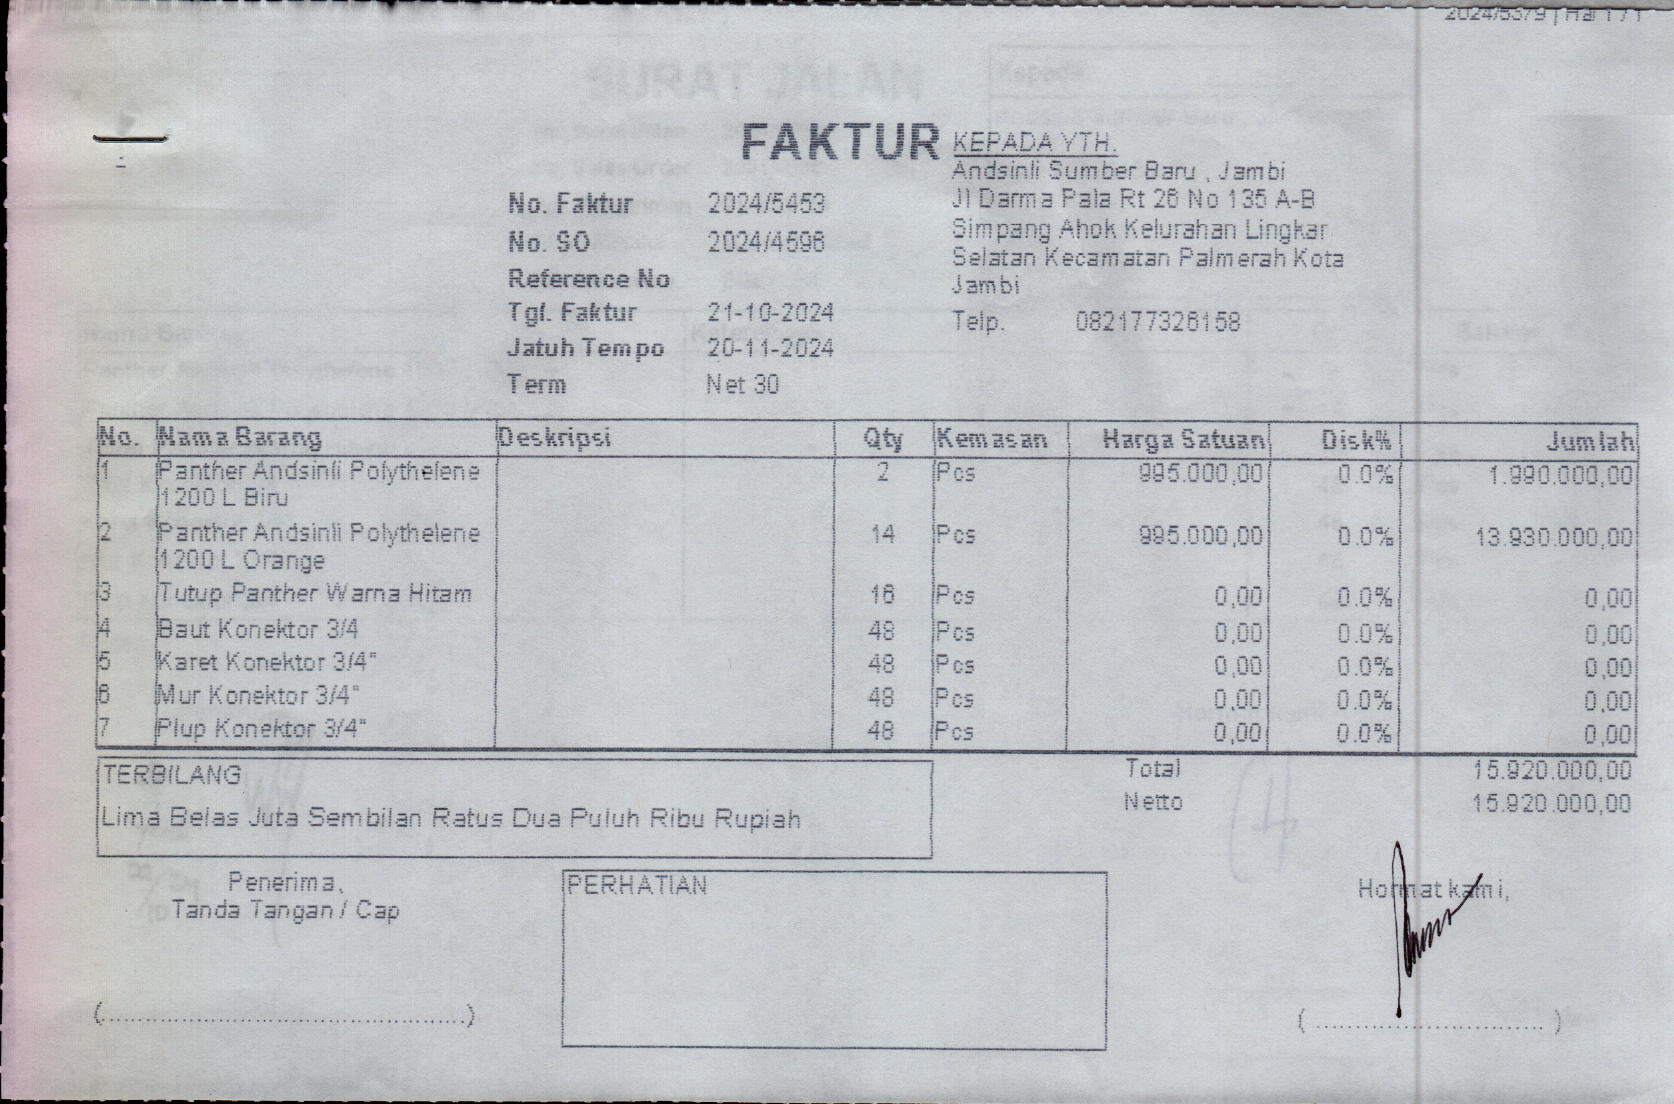 2024/5379 | Hal 1 / 1
FAKTUR
KEPADA YTH.
Andsinli Sumber Baru , Jambi
Jl Darma Pala Rt 26 No 135 A-B
Simpang Ahok Kelurahan Lingkar
Selatan Kecamatan Palmerah Kota
Jambi
Telp. 082177326158
No. Faktur 2024/5453
No. SO 2024/4596
Reference No
Tgl. Faktur 21-10-2024
Jatuh Tempo 20-11-2024
Term Net 30
No. Nama Barang Deskripsi Qty Kemasan Harga Satuan Disk% Jumlah
1 Panther Andsinli Polythelene 2 Pcs 995.000,00 0.0% 1.990.000,00
1200 L Biru
2 Panther Andsinli Polythelene 14 Pcs 995.000,00 0.0% 13.930.000,00
1200 L Orange
3 Tutup Panther Warna Hitam 16 Pcs 0,00 0.0% 0,00
4 Baut Konektor 3/4 48 Pcs 0,00 0.0% 0,00
5 Karet Konektor 3/4" 48 Pcs 0,00 0.0% 0,00
6 Mur Konektor 3/4" 48 Pcs 0,00 0.0% 0,00
7 Plup Konektor 3/4" 48 Pcs 0,00 0.0% 0,00
TERBILANG
Lima Belas Juta Sembilan Ratus Dua Puluh Ribu Rupiah
Total 15.920.000,00
Netto 15.920.000,00
Penerima,
Tanda Tangan / Cap
PERHATIAN
Hormat kami,
(..........................................)
( .......................... )